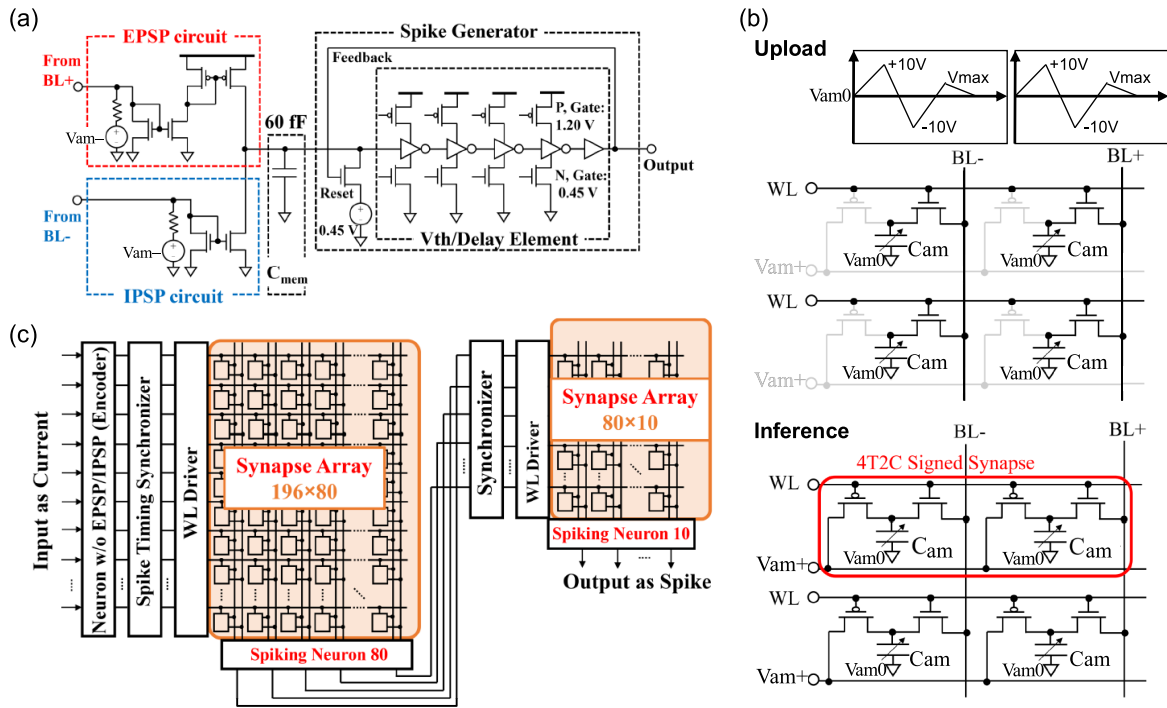 (a)
EPSP circuit
From
BL+
Vam−
From
BL-
Vam−
IPSP circuit
60 fF
Cmem
Spike Generator
Feedback
P, Gate:
1.20 V
N, Gate:
0.45 V
Reset
0.45 V
Vth/Delay Element
Output
(b)
Upload
Vam0
+10V
-10V
Vmax
+10V
-10V
Vmax
BL-
BL+
WL
Cam
Cam
Vam0
Vam0
Vam+
WL
Cam
Cam
Vam0
Vam0
Vam+
Inference
BL-
BL+
4T2C Signed Synapse
WL
Cam
Cam
Vam0
Vam0
Vam+
WL
Cam
Cam
Vam0
Vam0
Vam+
(c)
Input as Current
Neuron w/o EPSP/IPSP (Encoder)
Spike Timing Synchronizer
WL Driver
Synapse Array
196×80
Spiking Neuron 80
Synchronizer
WL Driver
Synapse Array
80×10
Spiking Neuron 10
Output as Spike